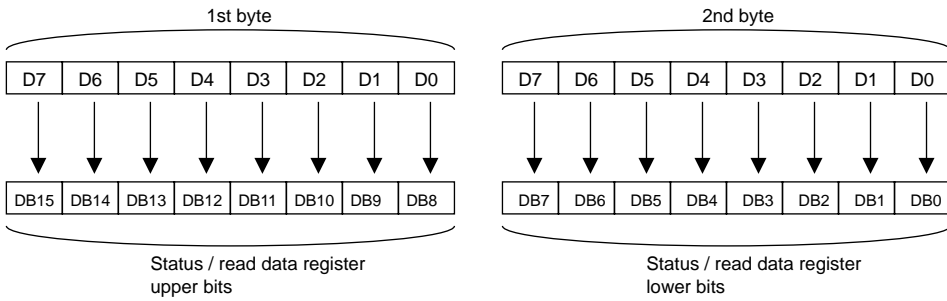 1st byte
2nd byte
D7 D6 D5 D4 D3 D2 D1 D0
D7 D6 D5 D4 D3 D2 D1 D0
DB15 DB14 DB13 DB12 DB11 DB10 DB9 DB8
DB7 DB6 DB5 DB4 DB3 DB2 DB1 DB0
Status / read data register
upper bits
Status / read data register
lower bits